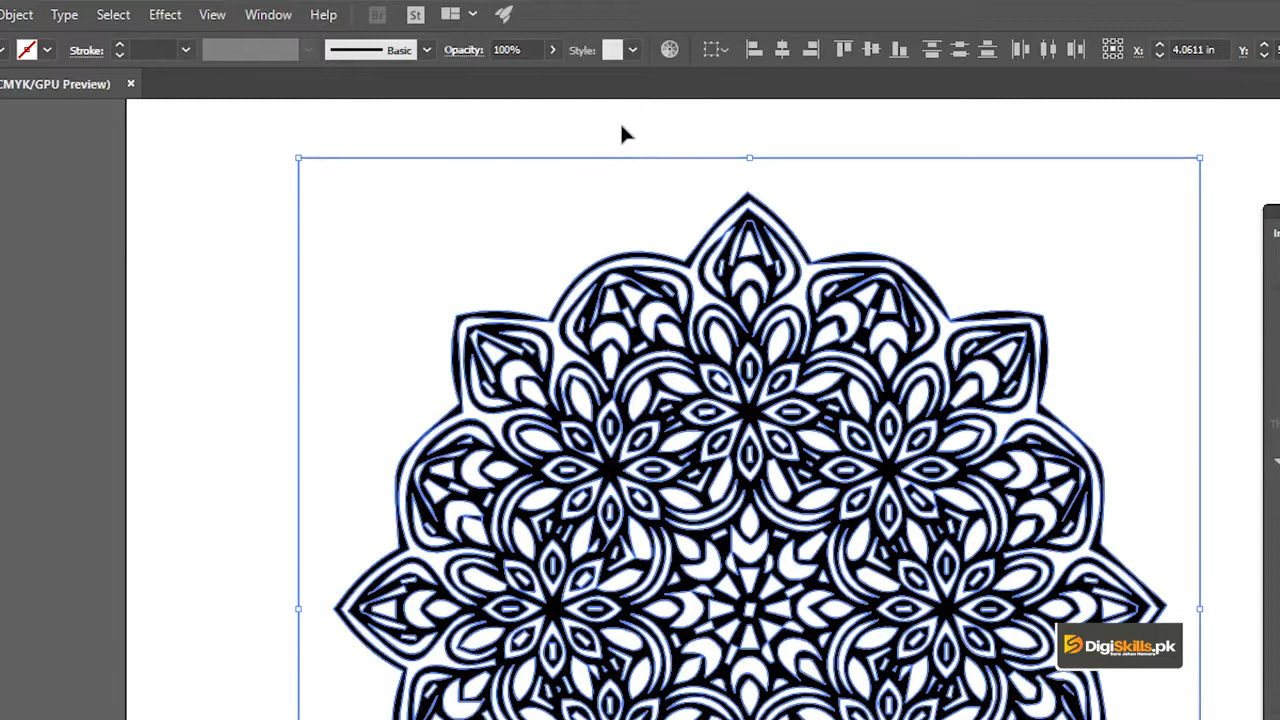 Object Type Select Effect View Window Help Br St
Stroke: Basic Opacity: 100% Style: X: 4.0611 in Y:
CMYK/GPU Preview) ×
DigiSkills.pk